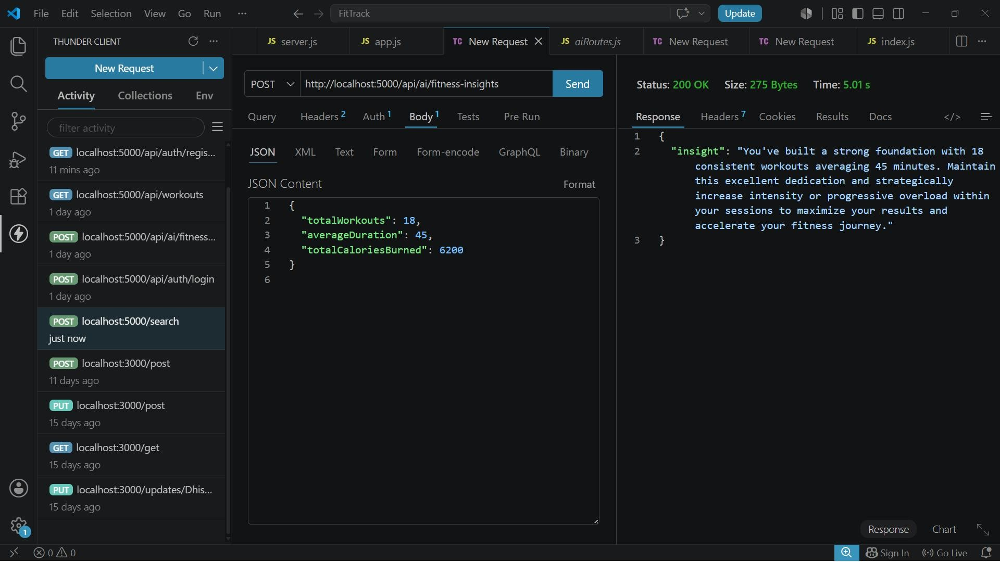 File Edit Selection View Go Run ···
FitTrack
Update
THUNDER CLIENT
New Request
Activity Collections Env
filter activity
GET localhost:5000/api/auth/regis...
11 mins ago
GET localhost:5000/api/workouts
1 day ago
POST localhost:5000/api/ai/fitness...
1 day ago
POST localhost:5000/api/auth/login
1 day ago
POST localhost:5000/search
just now
POST localhost:3000/post
11 days ago
PUT localhost:3000/post
15 days ago
GET localhost:3000/get
15 days ago
PUT localhost:3000/updates/Dhis...
15 days ago
1
JS server.js JS app.js TC New Request JS aiRoutes.js TC New Request TC New Request JS index.js
POST http://localhost:5000/api/ai/fitness-insights Send
Query Headers 2 Auth 1 Body 1 Tests Pre Run
JSON XML Text Form Form-encode GraphQL Binary
JSON Content Format
1 {
2 "totalWorkouts": 18,
3 "averageDuration": 45,
4 "totalCaloriesBurned": 6200
5 }
6
Status: 200 OK Size: 275 Bytes Time: 5.01 s
Response Headers 7 Cookies Results Docs </>
1 {
2 "insight": "You've built a strong foundation with 18
consistent workouts averaging 45 minutes. Maintain
this excellent dedication and strategically
increase intensity or progressive overload within
your sessions to maximize your results and
accelerate your fitness journey."
3 }
Response Chart
0 0
Sign In Go Live